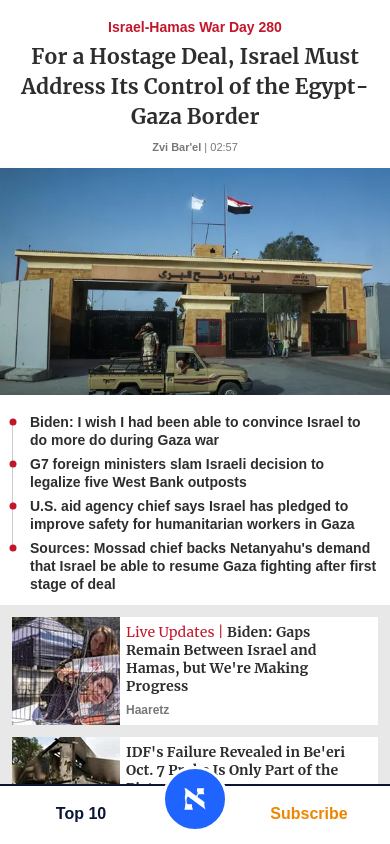 Israel-Hamas War Day 280
For a Hostage Deal, Israel Must
Address Its Control of the Egypt-
Gaza Border
Zvi Bar'el | 02:57
ميناء رفح البري
Biden: I wish I had been able to convince Israel to
do more do during Gaza war
G7 foreign ministers slam Israeli decision to
legalize five West Bank outposts
U.S. aid agency chief says Israel has pledged to
improve safety for humanitarian workers in Gaza
Sources: Mossad chief backs Netanyahu's demand
that Israel be able to resume Gaza fighting after first
stage of deal
Live Updates | Biden: Gaps
Remain Between Israel and
Hamas, but We're Making
Progress
Haaretz
IDF's Failure Revealed in Be'eri
Oct. 7 Is Only Part of the
Top 10
Subscribe